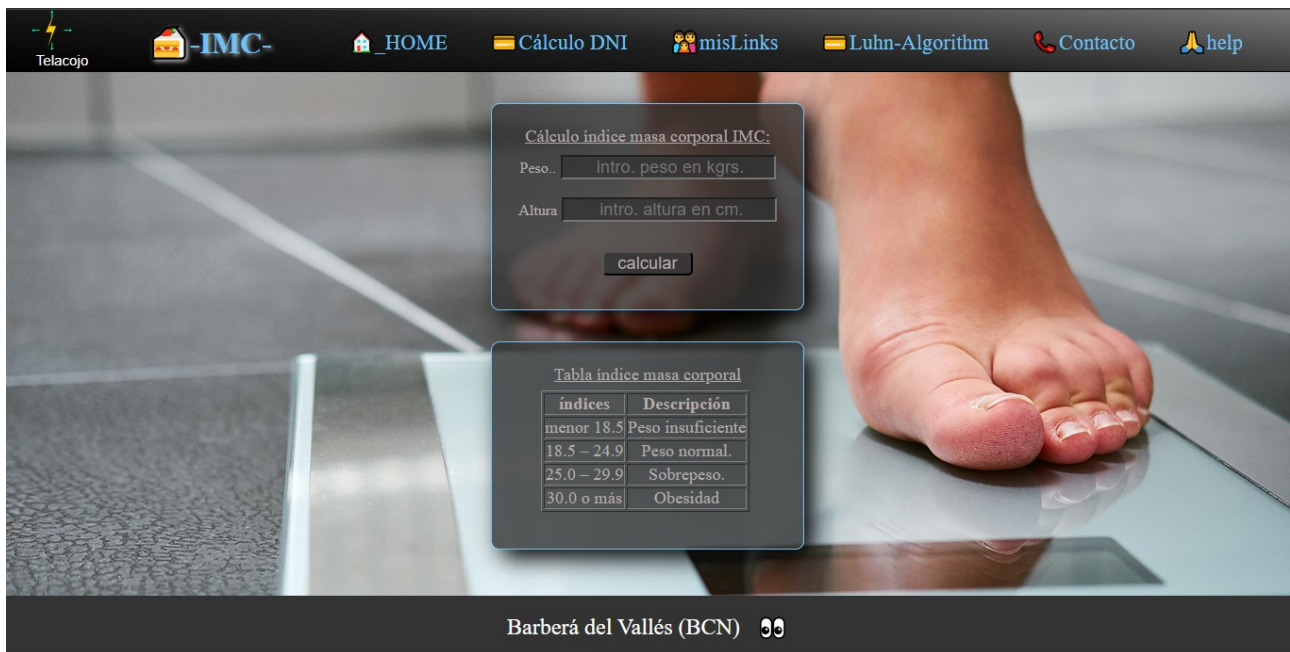 Telacojo
-IMC-
_HOME
Cálculo DNI
misLinks
Luhn-Algorithm
Contacto
help
Cálculo índice masa corporal IMC:
Peso.. intro. peso en kgrs.
Altura intro. altura en cm.
calcular
Tabla índice masa corporal
índices Descripción
menor 18.5 Peso insuficiente
18.5 – 24.9 Peso normal.
25.0 – 29.9 Sobrepeso.
30.0 o más Obesidad
Barberá del Vallés (BCN)